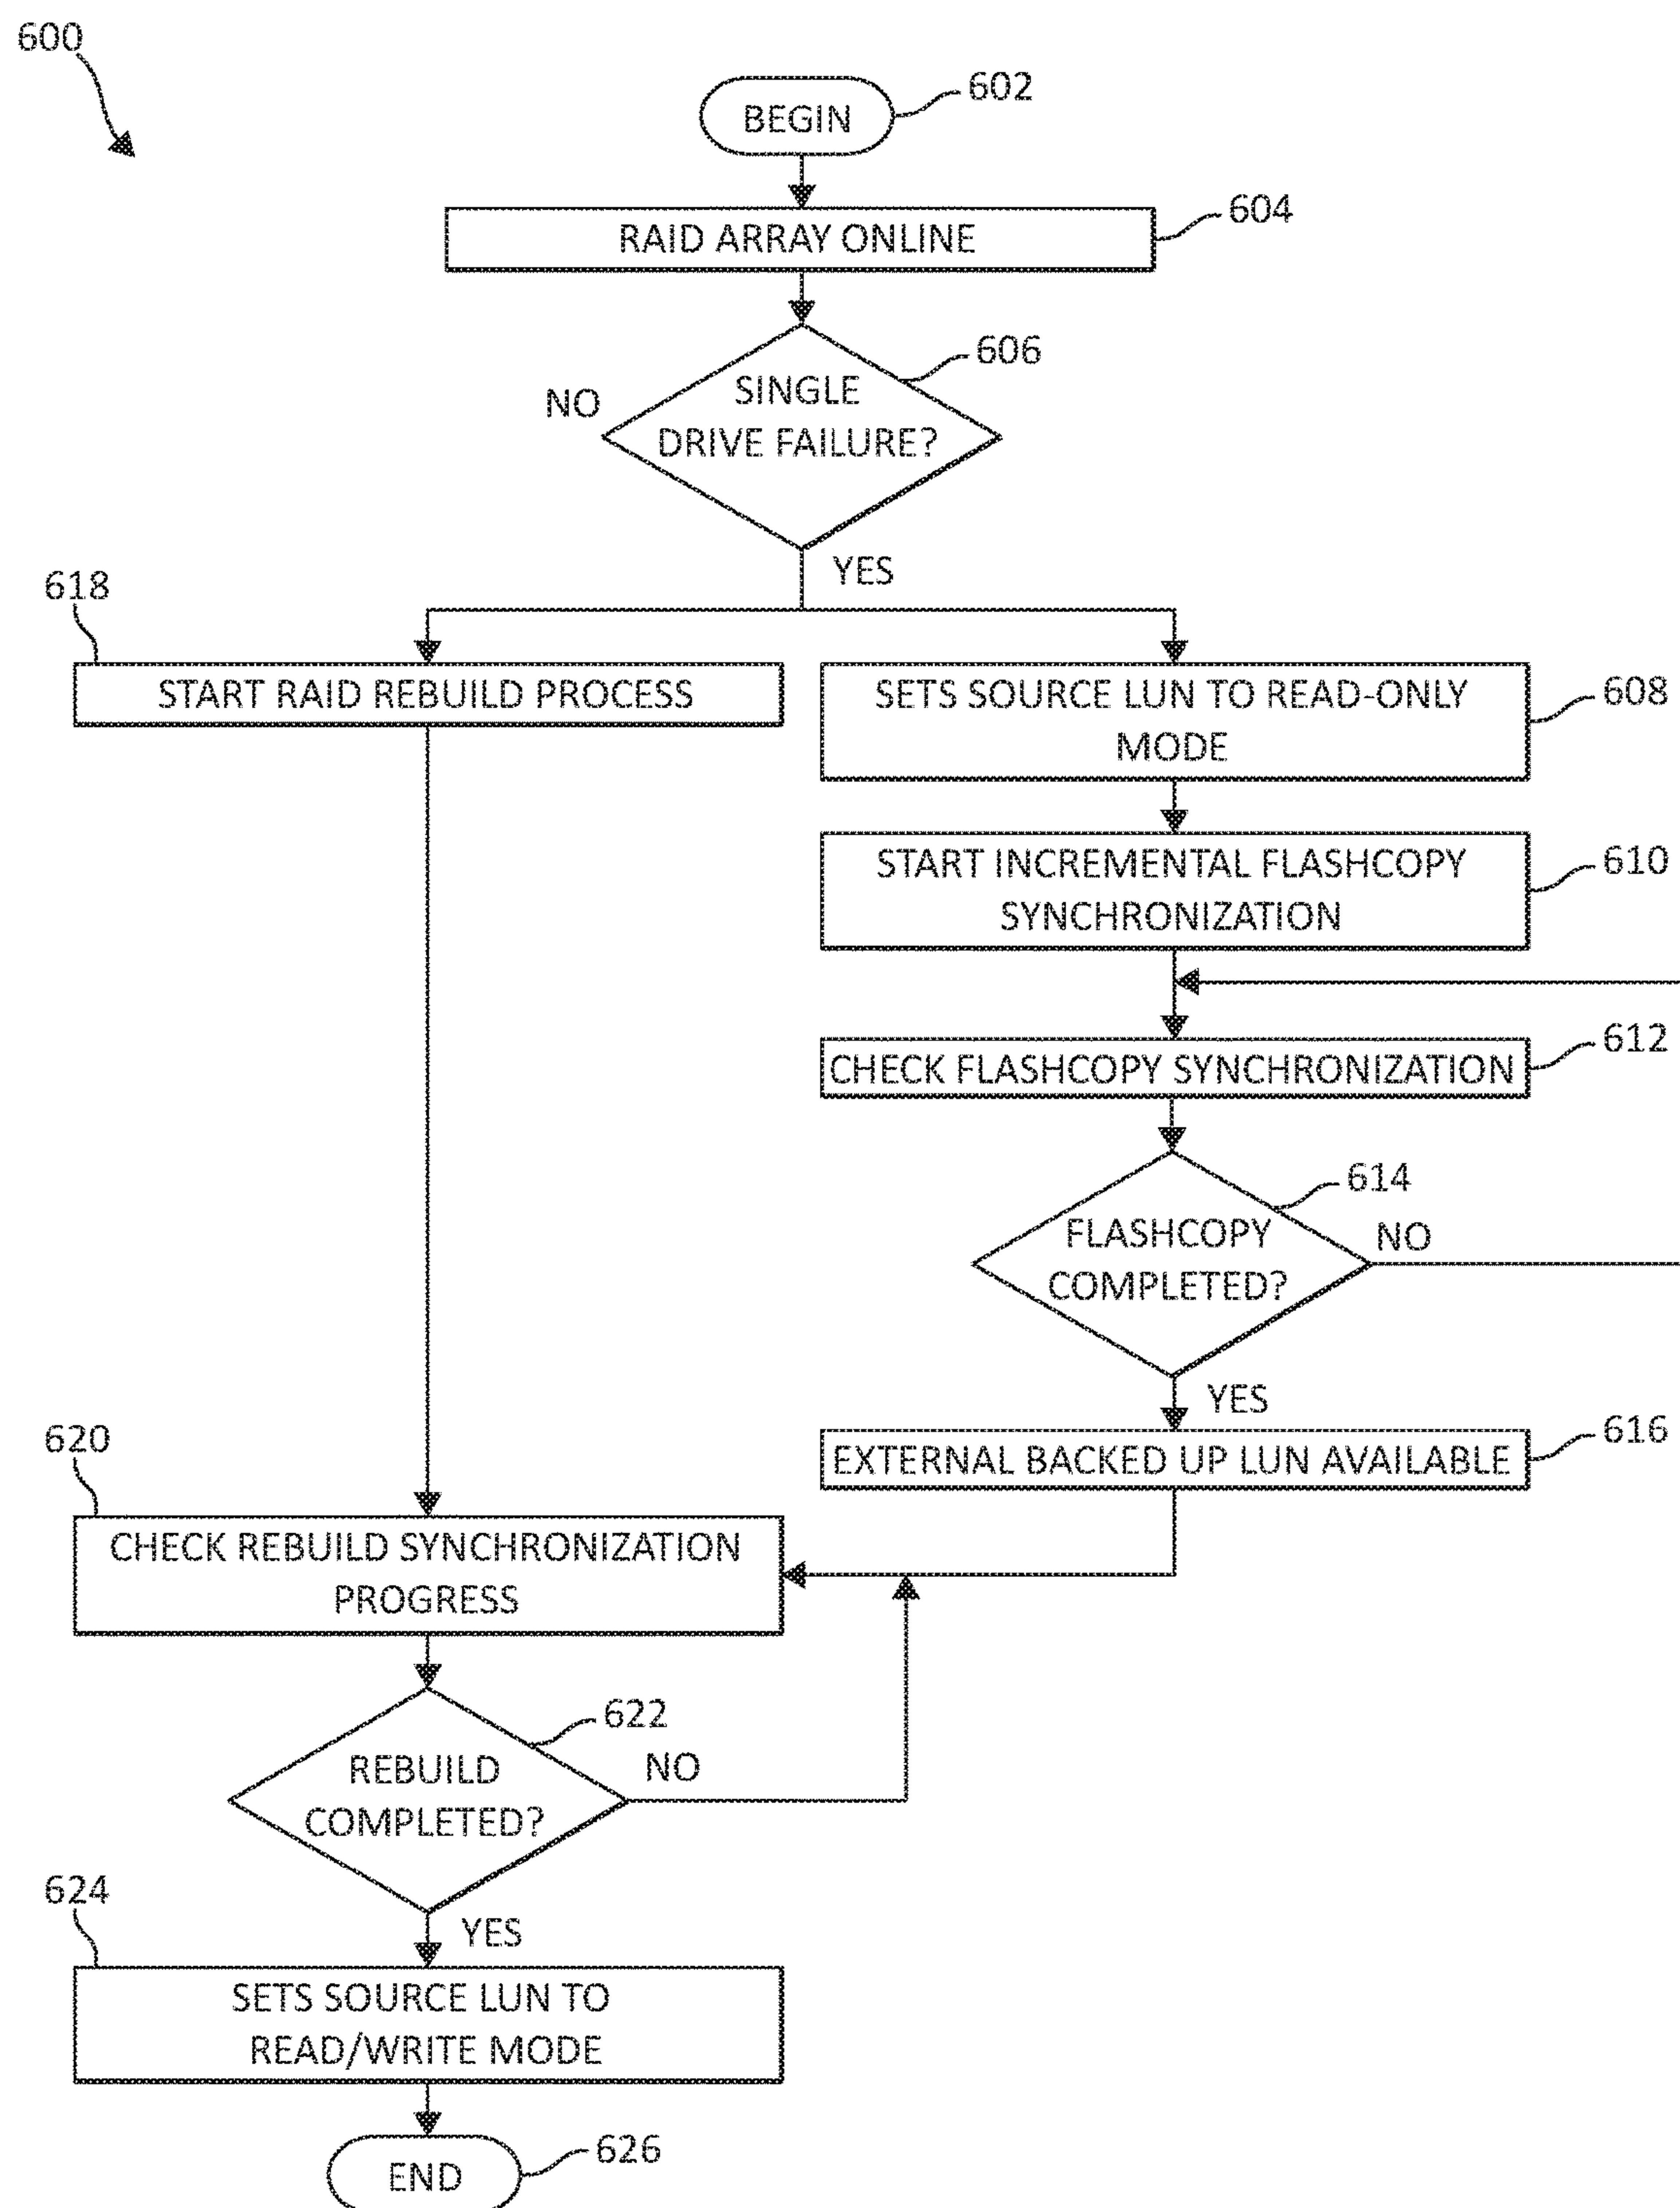 600
BEGIN
602
RAID ARRAY ONLINE
604
606
NO
SINGLE
DRIVE FAILURE?
YES
618
START RAID REBUILD PROCESS
SETS SOURCE LUN TO READ-ONLY
MODE
608
START INCREMENTAL FLASHCOPY
SYNCHRONIZATION
610
CHECK FLASHCOPY SYNCHRONIZATION
612
614
FLASHCOPY
COMPLETED?
NO
YES
EXTERNAL BACKED UP LUN AVAILABLE
616
620
CHECK REBUILD SYNCHRONIZATION
PROGRESS
622
REBUILD
COMPLETED?
NO
YES
624
SETS SOURCE LUN TO
READ/WRITE MODE
END
626